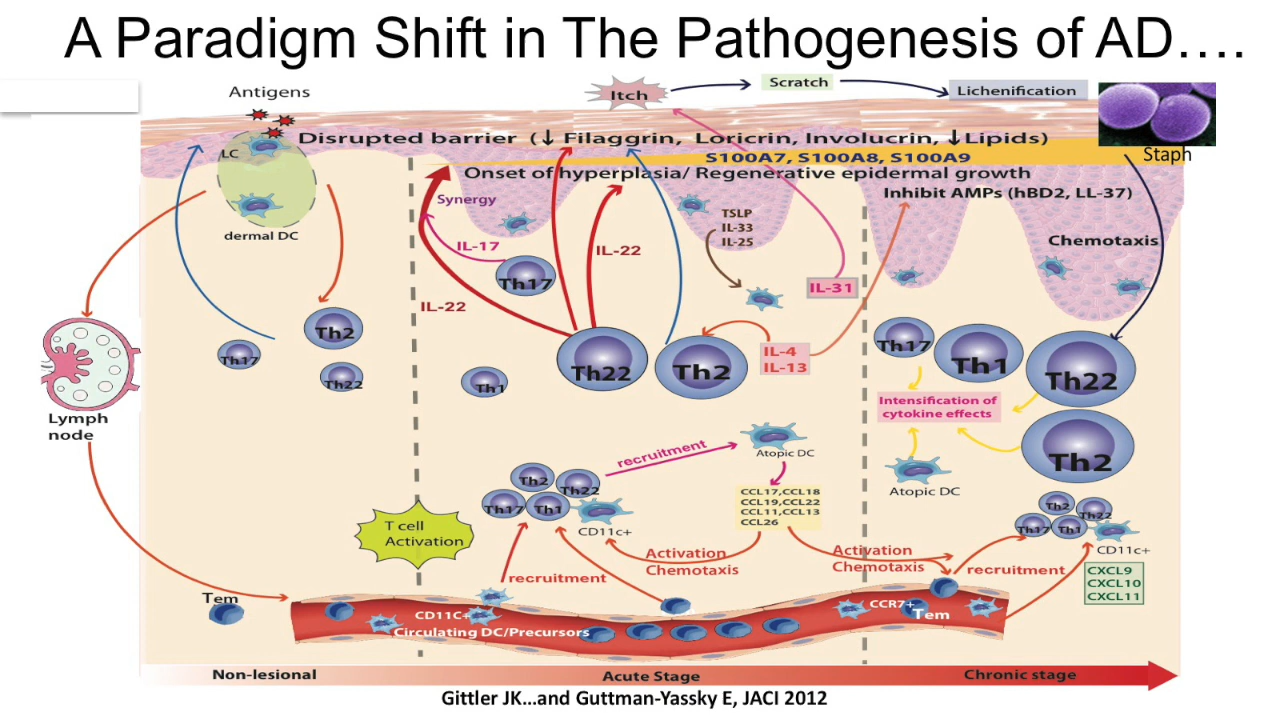 A Paradigm Shift in The Pathogenesis of AD….
Antigens
Itch
Scratch
Lichenification
Disrupted barrier (↓ Filaggrin, Loricrin, Involucrin, ↓Lipids)
S100A7, S100A8, S100A9
Staph
LC
Onset of hyperplasia/ Regenerative epidermal growth
Inhibit AMPs (hBD2, LL-37)
dermal DC
Synergy
IL-17
Th17
IL-22
IL-22
TSLP
IL-33
IL-25
IL-31
Chemotaxis
Th2
Th17
Th22
Th1
Th22
Th2
IL-4
IL-13
Th17
Th1
Th22
Intensification of
cytokine effects
Th2
Atopic DC
Lymph
node
recruitment
Atopic DC
Th2
Th22
Th17
Th1
CD11c+
CCL17,CCL18
CCL19,CCL22
CCL11,CCL13
CCL26
T cell
Activation
Activation
Chemotaxis
Activation
Chemotaxis
Th2
Th22
Th17
Th1
CD11c+
recruitment
recruitment
CXCL9
CXCL10
CXCL11
Tem
CD11C+
Circulating DC/Precursors
CCR7+
Tem
Non-lesional
Acute Stage
Chronic stage
Gittler JK…and Guttman-Yassky E, JACI 2012